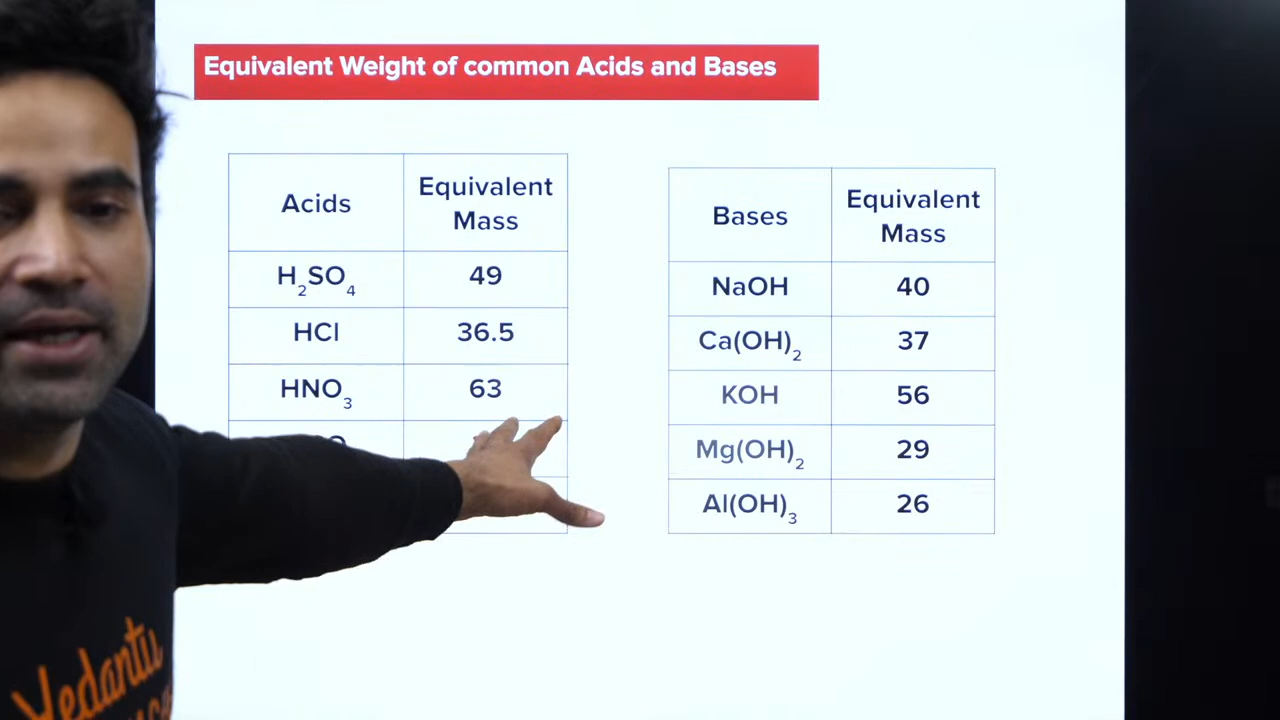 Equivalent Weight of common Acids and Bases
Acids
Equivalent
Mass
H₂SO₄ 49
HCl 36.5
HNO₃ 63
Bases
Equivalent
Mass
NaOH 40
Ca(OH)₂ 37
KOH 56
Mg(OH)₂ 29
Al(OH)₃ 26
Vedantu